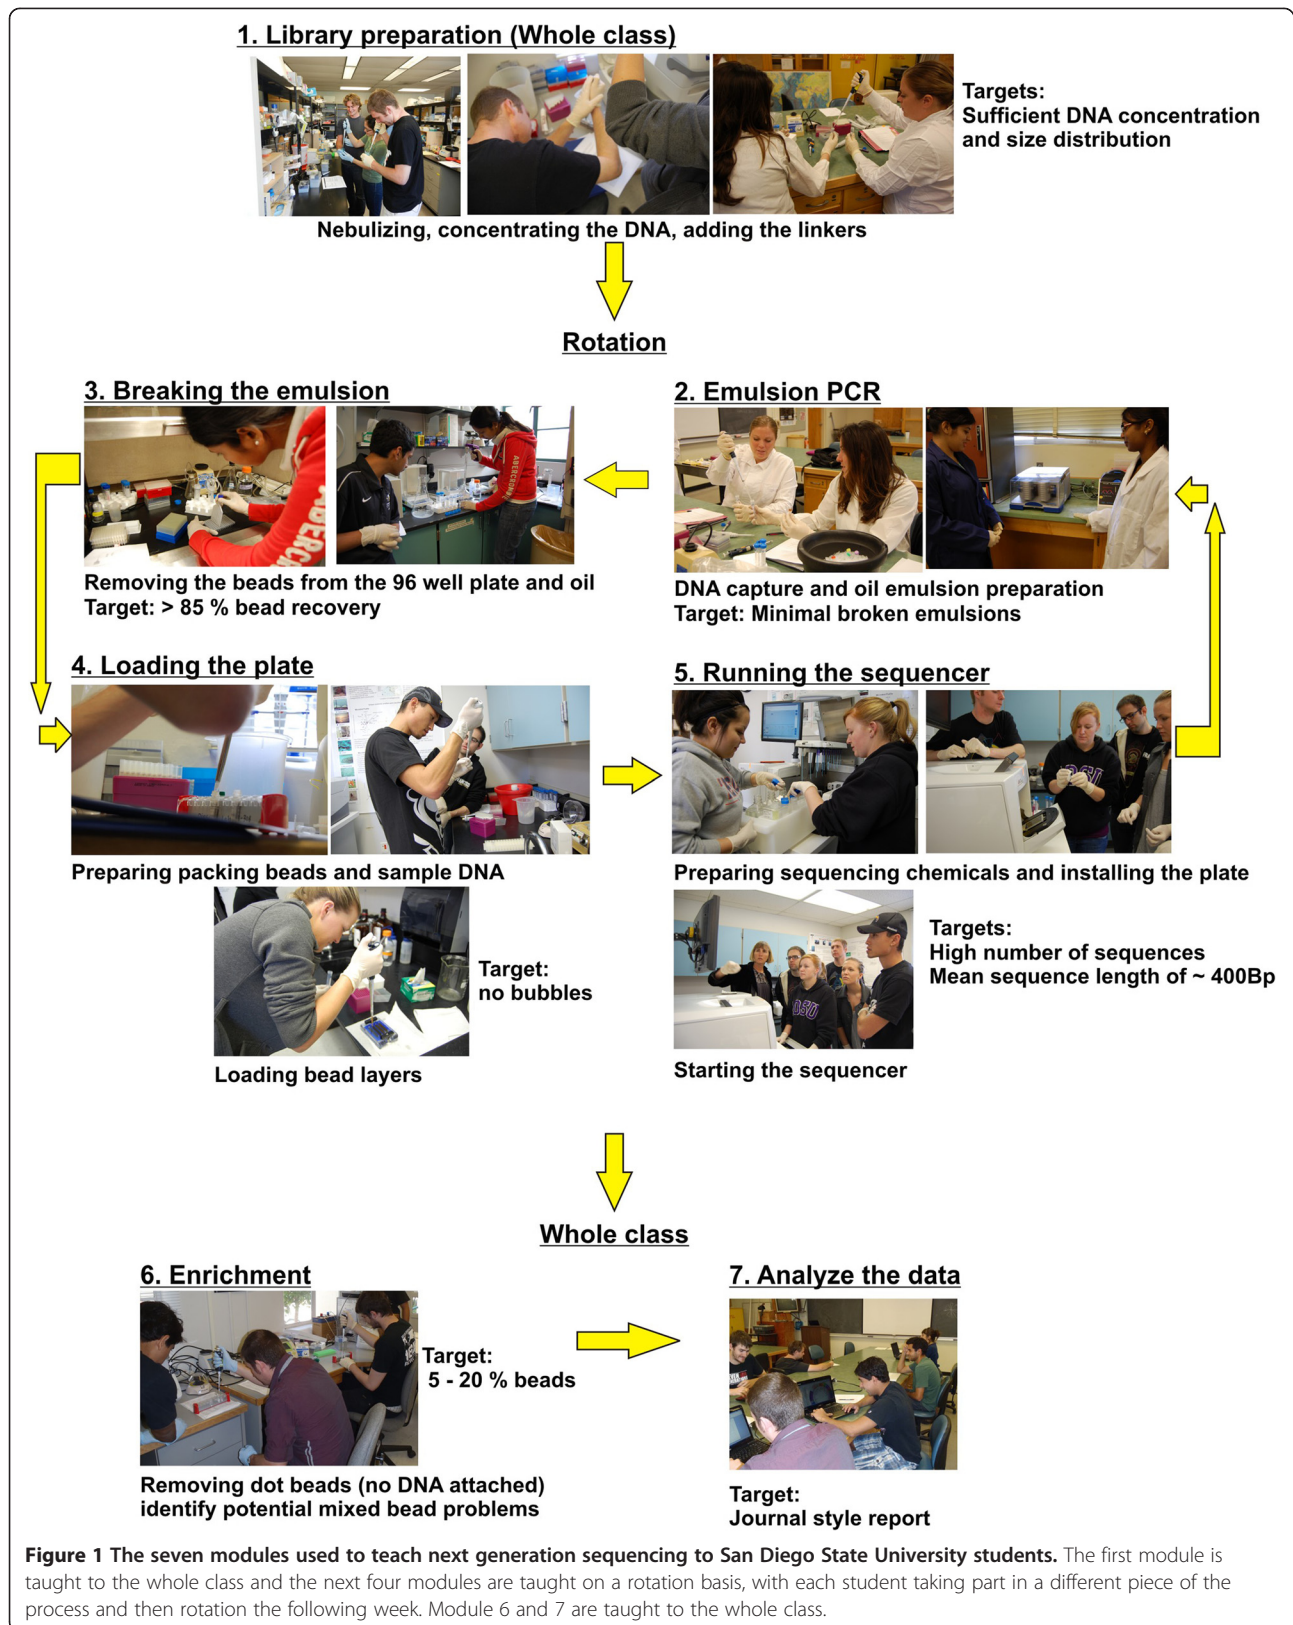 1. Library preparation (Whole class)
Targets:
Sufficient DNA concentration
and size distribution
Nebulizing, concentrating the DNA, adding the linkers
Rotation
3. Breaking the emulsion
ABERCROM
ABERC
Removing the beads from the 96 well plate and oil
Target: > 85 % bead recovery
2. Emulsion PCR
DNA capture and oil emulsion preparation
Target: Minimal broken emulsions
4. Loading the plate
Preparing packing beads and sample DNA
Target:
no bubbles
Loading bead layers
5. Running the sequencer
Preparing sequencing chemicals and installing the plate
Targets:
High number of sequences
Mean sequence length of ~ 400Bp
Starting the sequencer
Whole class
6. Enrichment
Target:
5 - 20 % beads
Removing dot beads (no DNA attached)
identify potential mixed bead problems
7. Analyze the data
Target:
Journal style report
Figure 1 The seven modules used to teach next generation sequencing to San Diego State University students. The first module is
taught to the whole class and the next four modules are taught on a rotation basis, with each student taking part in a different piece of the
process and then rotation the following week. Module 6 and 7 are taught to the whole class.